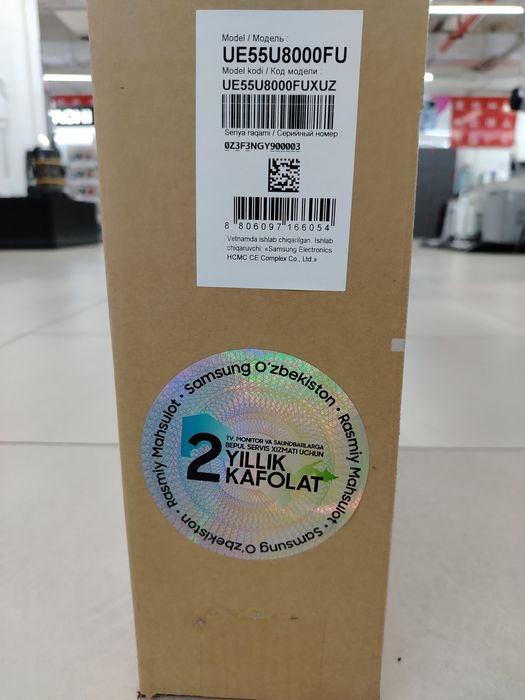 Model / Модель :
UE55U8000FU
Model kodi / Код модели :
UE55U8000FUXUZ
Seriya raqami / Серийный номер :
0Z3F3NGY900003
8 806097 166054
Vetnamda ishlab chiqarilgan. Ishlab
chiqaruvchi: «Samsung Electronics
HCMC CE Complex Co., Ltd.»
Samsung O'zbekiston · Rasmiy Mahsulot · Samsung O'zbekiston · Rasmiy Mahsulot ·
TV, MONITOR VA SAUNDBARLARGA
BEPUL SERVIS XIZMATI UCHUN
2 YILLIK
KAFOLAT